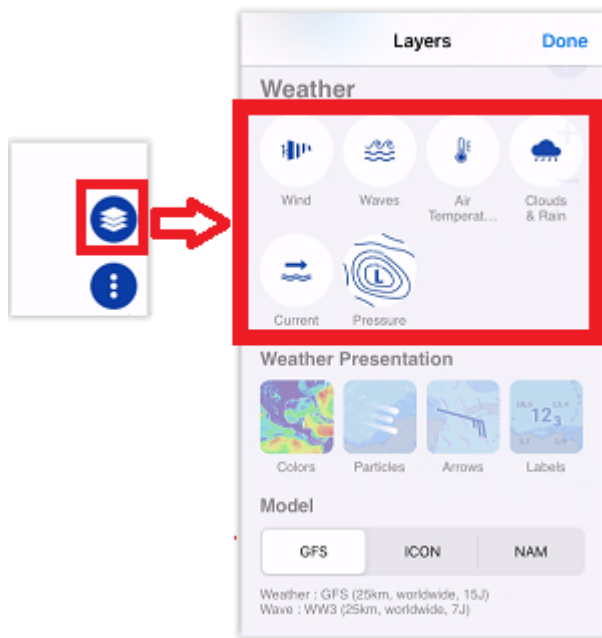 Layers Done
Weather
Wind Waves Air Temperat... Clouds & Rain
L
Current Pressure
Weather Presentation
123
Colors Particles Arrows Labels
Model
GFS ICON NAM
Weather : GFS (25km, worldwide, 15J)
Wave : WW3 (25km, worldwide, 7J)